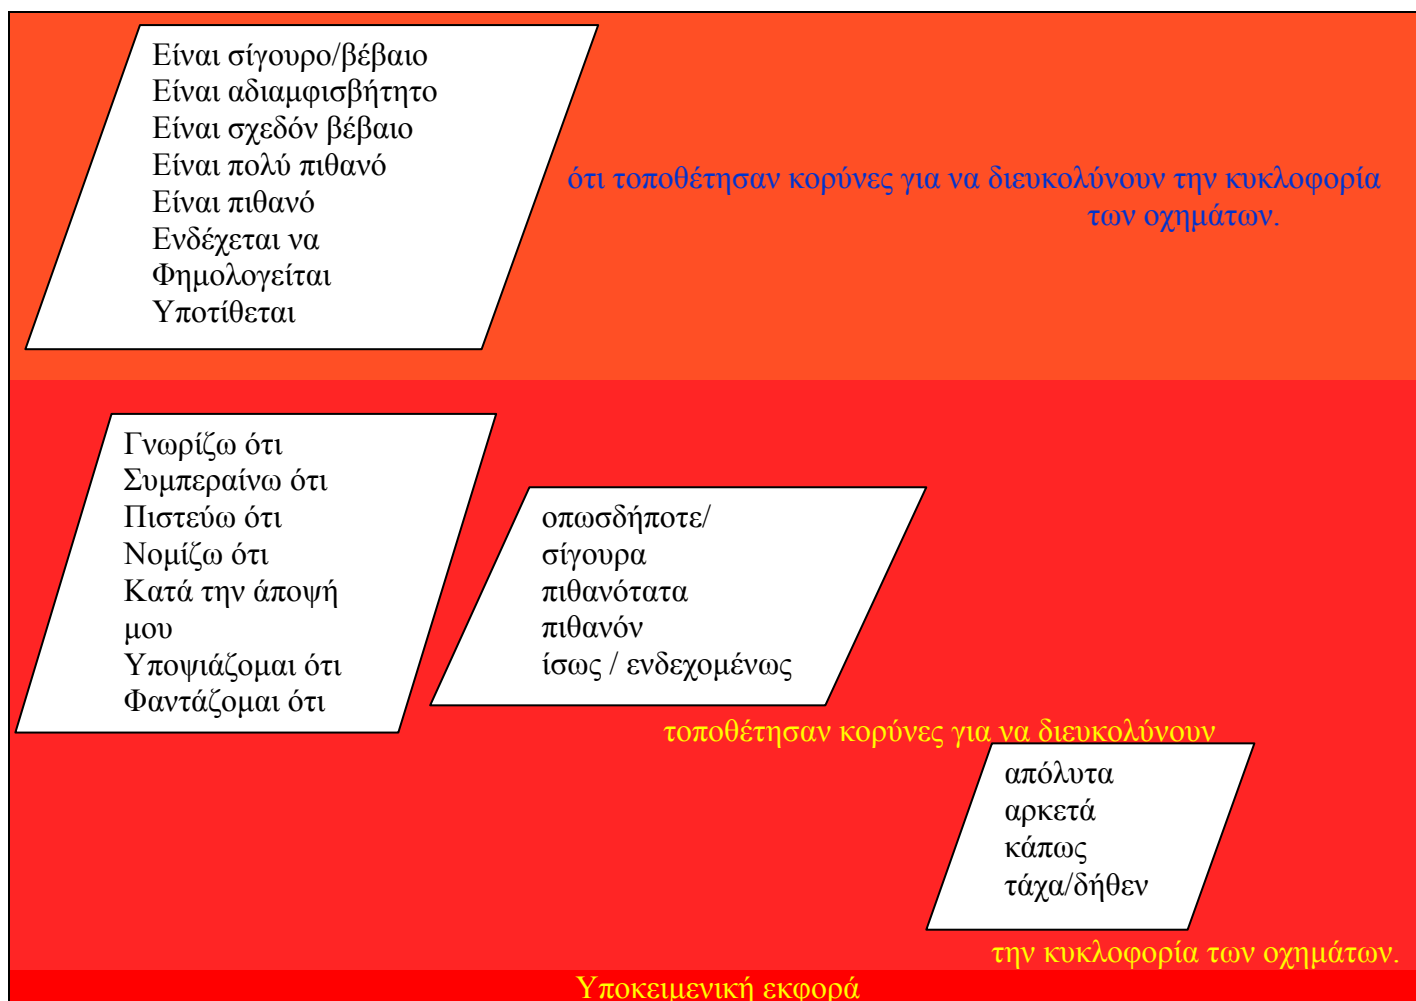 Είναι σίγουρο/βέβαιο
Είναι αδιαμφισβήτητο
Είναι σχεδόν βέβαιο
Είναι πολύ πιθανό
Είναι πιθανό
Ενδέχεται να
Φημολογείται
Υποτίθεται
ότι τοποθέτησαν κορύνες για να διευκολύνουν την κυκλοφορία
των οχημάτων.
Γνωρίζω ότι
Συμπεραίνω ότι
Πιστεύω ότι
Νομίζω ότι
Κατά την άποψή
μου
Υποψιάζομαι ότι
Φαντάζομαι ότι
οπωσδήποτε/
σίγουρα
πιθανότατα
πιθανόν
ίσως / ενδεχομένως
τοποθέτησαν κορύνες για να διευκολύνουν
απόλυτα
αρκετά
κάπως
τάχα/δήθεν
την κυκλοφορία των οχημάτων.
Υποκειμενική εκφορά